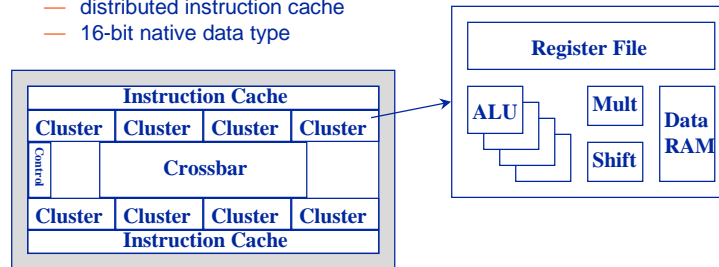 — distributed instruction cache
— 16-bit native data type
Instruction Cache
Cluster Cluster Cluster Cluster
Control
Crossbar
Cluster Cluster Cluster Cluster
Instruction Cache
Register File
ALU
Mult
Shift
Data
RAM